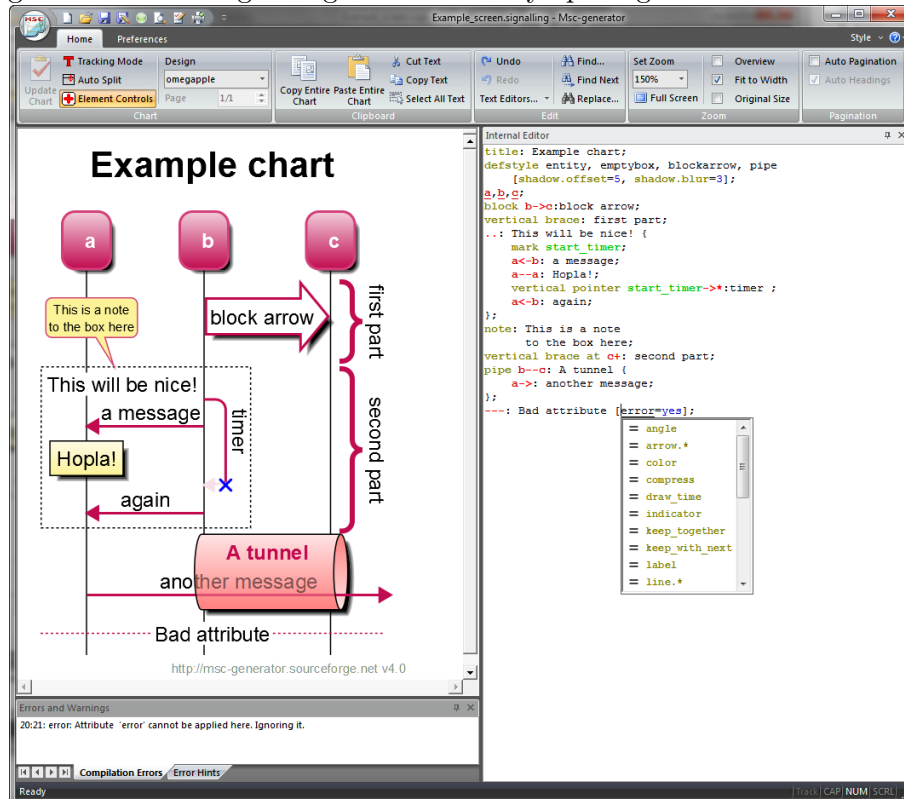 Example_screen.signalling - Msc-generator
MSC
Home Preferences Style
Tracking Mode
Auto Split
Update Chart
Element Controls
Chart
Design
omegapple
Page 1/1
Copy Entire Chart
Paste Entire Chart
Cut Text
Copy Text
Select All Text
Clipboard
Undo
Redo
Text Editors...
Find...
Find Next
Replace...
Edit
Set Zoom
150%
Full Screen
Overview
Fit to Width
Original Size
Zoom
Auto Pagination
Auto Headings
Pagination
Example chart
a b c
This is a note
to the box here
block arrow
first part
This will be nice!
a message
timer
Hopla!
again
second part
A tunnel
another message
Bad attribute
http://msc-generator.sourceforge.net v4.0
Internal Editor
title: Example chart;
defstyle entity, emptybox, blockarrow, pipe
[shadow.offset=5, shadow.blur=3];
a,b,c;
block b->c:block arrow;
vertical brace: first part;
..: This will be nice! {
mark start_timer;
a<-b: a message;
a--a: Hopla!;
vertical pointer start_timer->*:timer ;
a<-b: again;
};
note: This is a note
to the box here;
vertical brace at c+: second part;
pipe b--c: A tunnel {
a->: another message;
};
---: Bad attribute [error=yes];
= angle
= arrow.*
= color
= compress
= draw_time
= indicator
= keep_together
= keep_with_next
= label
= line.*
Errors and Warnings
20:21: error: Attribute 'error' cannot be applied here. Ignoring it.
Compilation Errors Error Hints
Ready Track CAP NUM SCRL